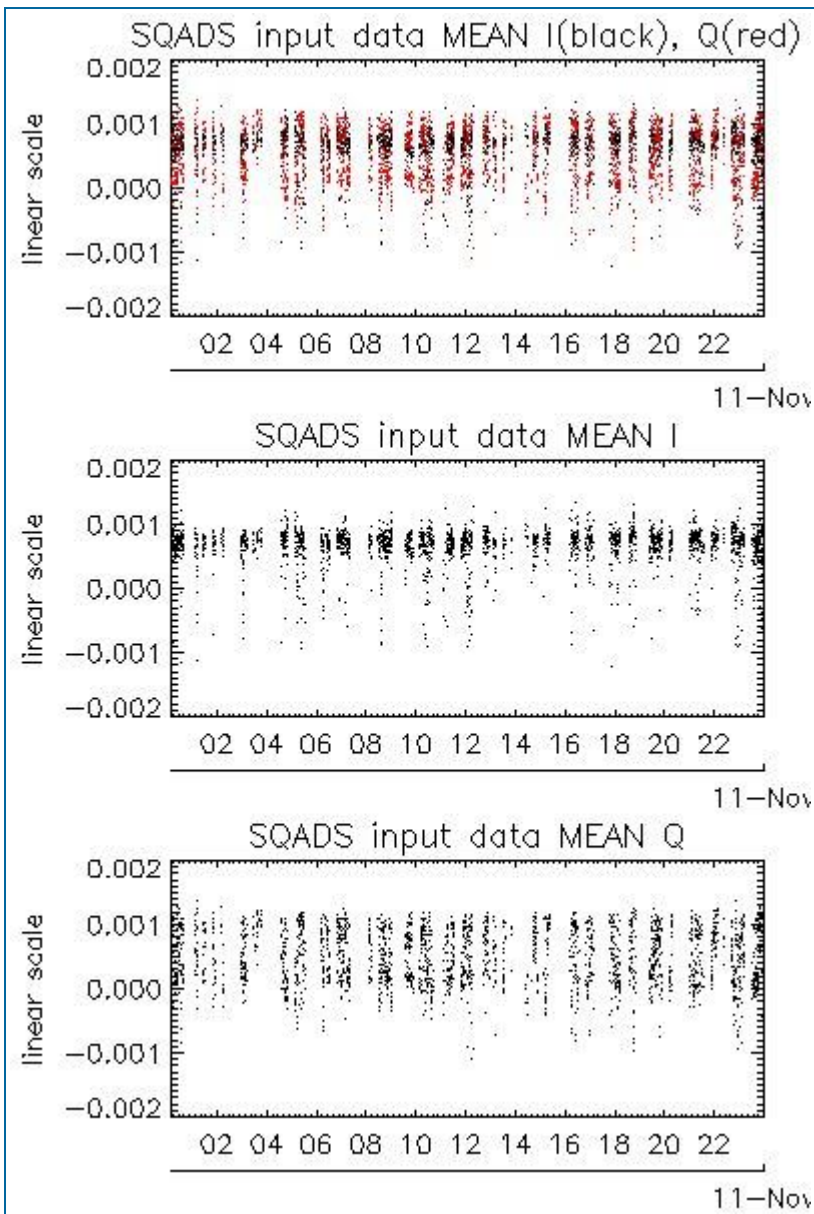 SQADS input data MEAN I(black), Q(red)
0.002
0.001
0.000
−0.001
−0.002
linear scale
02 04 06 08 10 12 14 16 18 20 22
11−Nov
SQADS input data MEAN I
0.002
0.001
0.000
−0.001
−0.002
linear scale
02 04 06 08 10 12 14 16 18 20 22
11−Nov
SQADS input data MEAN Q
0.002
0.001
0.000
−0.001
−0.002
linear scale
02 04 06 08 10 12 14 16 18 20 22
11−Nov